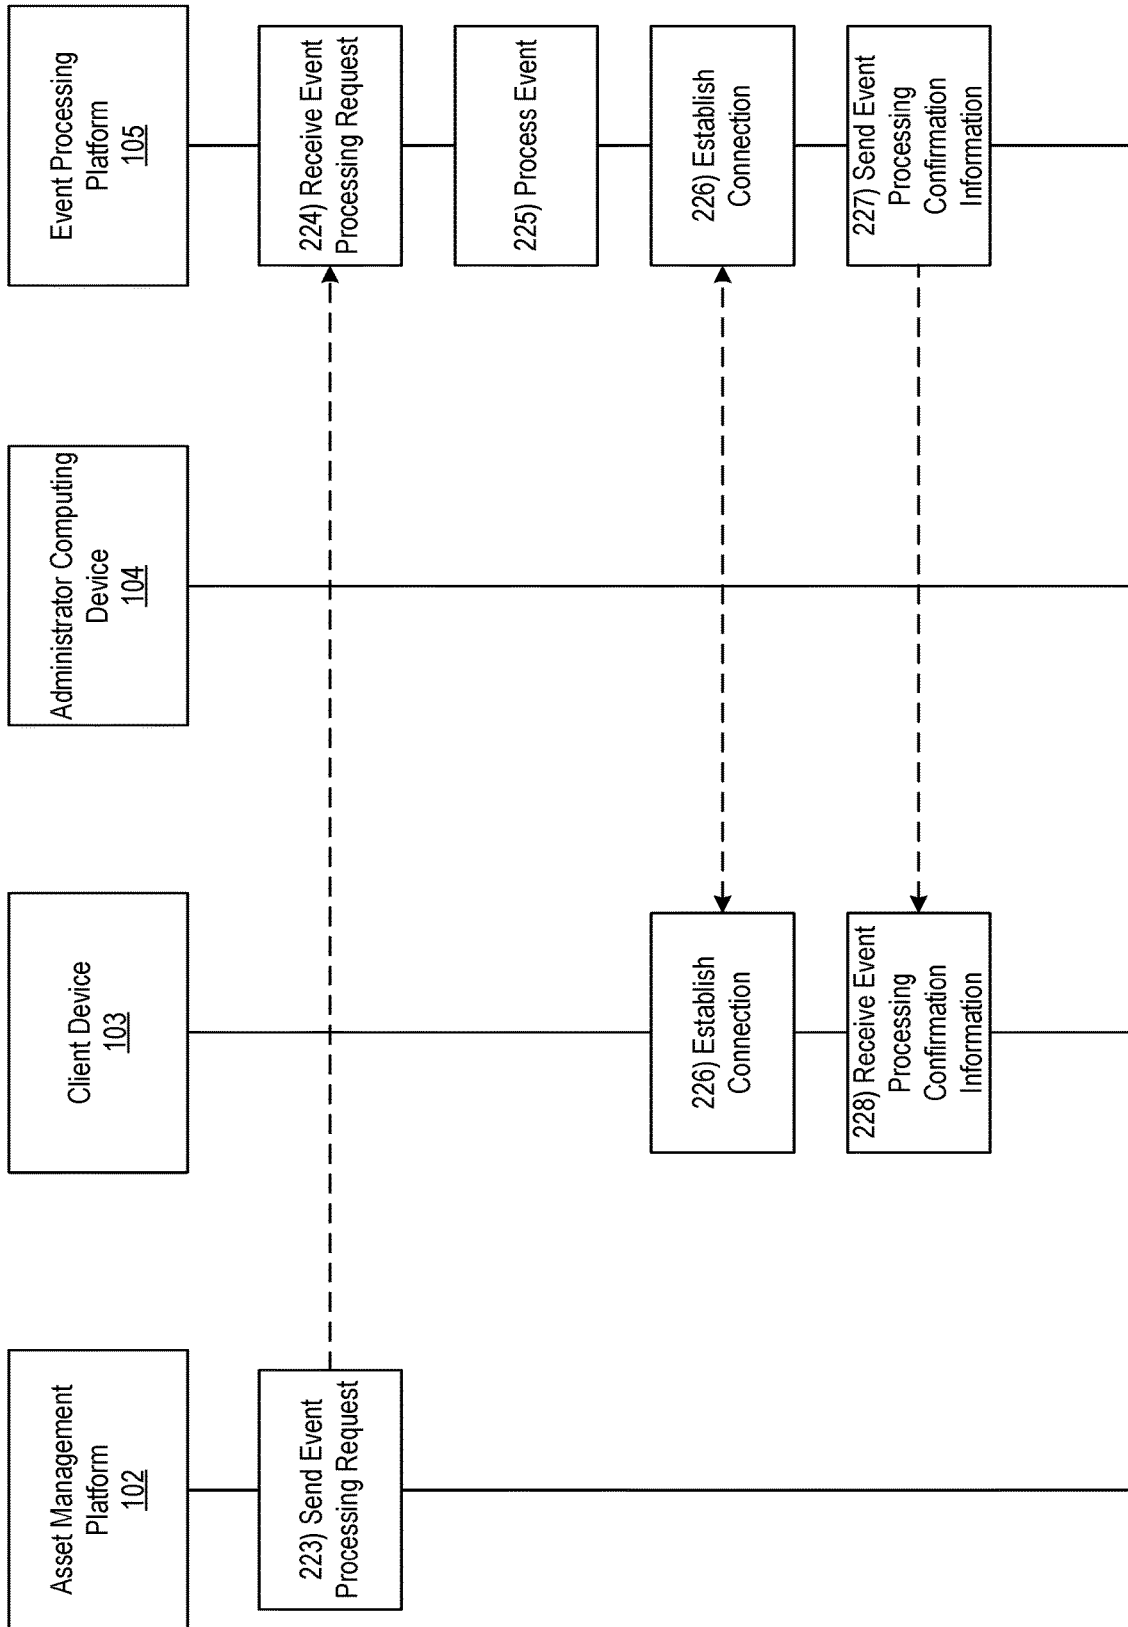 Asset Management
Platform
102
Client Device
103
Administrator Computing
Device
104
Event Processing
Platform
105
223) Send Event
Processing Request
224) Receive Event
Processing Request
225) Process Event
226) Establish
Connection
226) Establish
Connection
228) Receive Event
Processing
Confirmation
Information
227) Send Event
Processing
Confirmation
Information